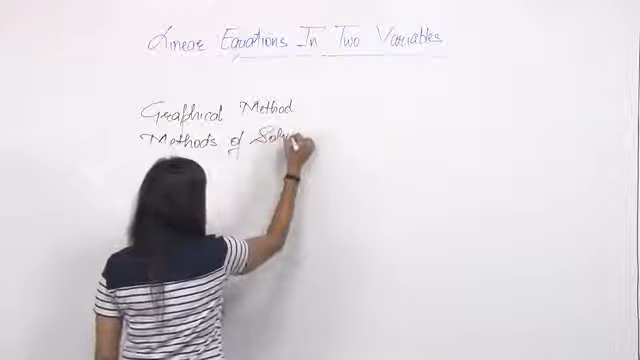 Linear Equations In Two Variables
Graphical Method
Methods of